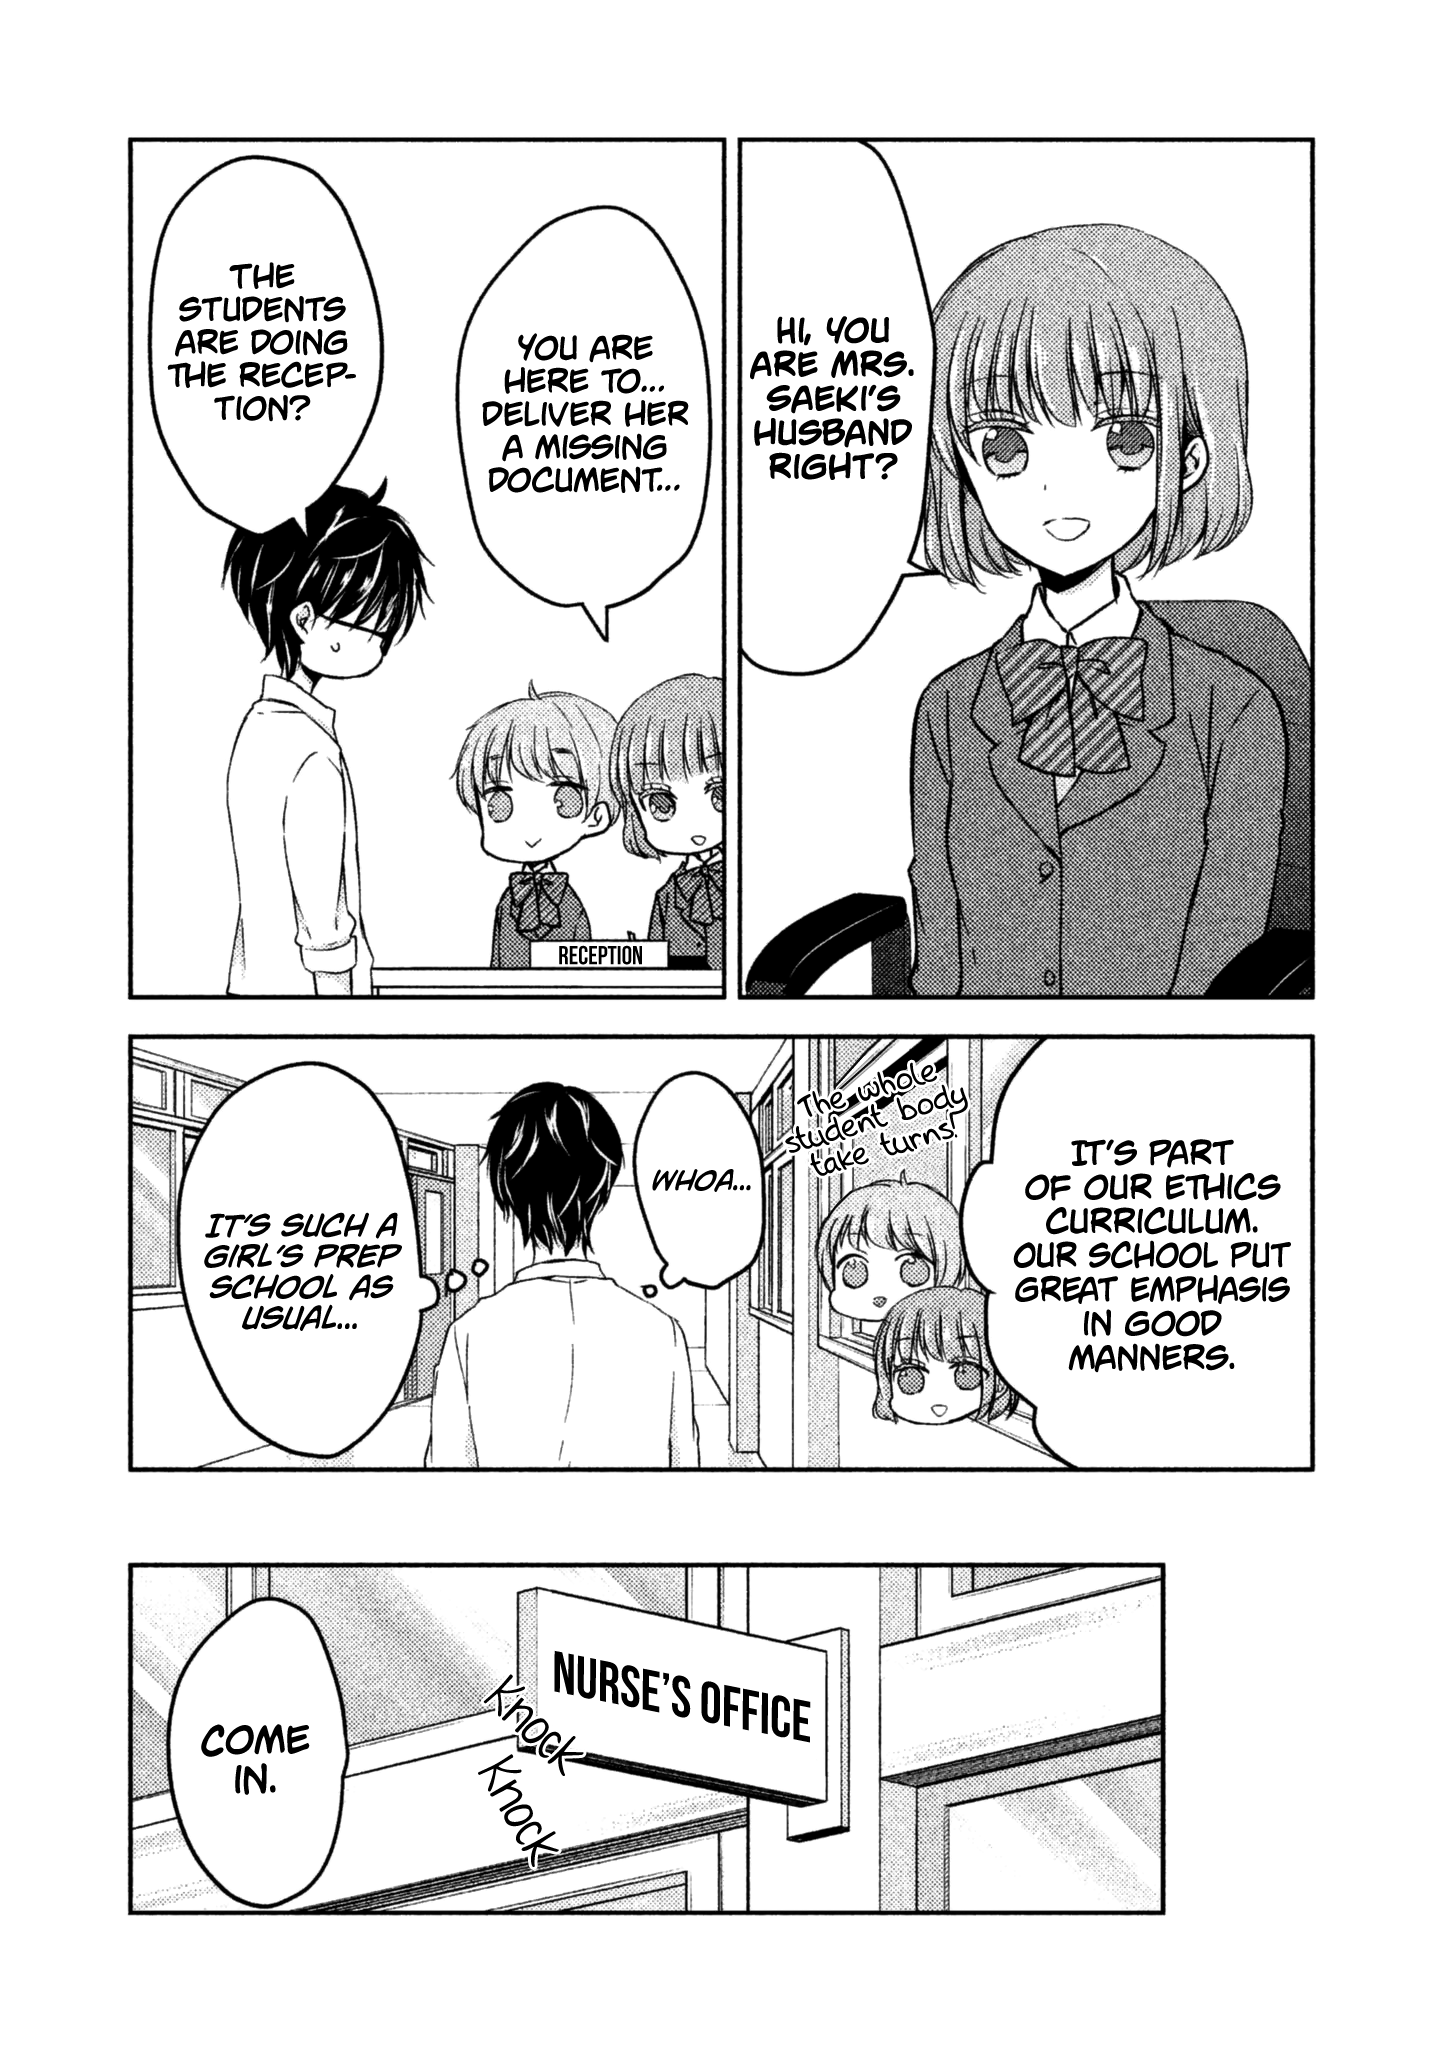 HI, YOU
ARE MRS.
SAEKI'S
HUSBAND
RIGHT?
YOU ARE
HERE TO...
DELIVER HER
A MISSING
DOCUMENT...
THE
STUDENTS
ARE DOING
THE RECEP-
TION?
RECEPTION
IT'S PART
OF OUR ETHICS
CURRICULUM.
OUR SCHOOL PUT
GREAT EMPHASIS
IN GOOD
MANNERS.
The whole
student body
take turns!
WHOA...
IT'S SUCH A
GIRL'S PREP
SCHOOL AS
USUAL...
NURSE'S OFFICE
Knock
Knock
COME
IN.